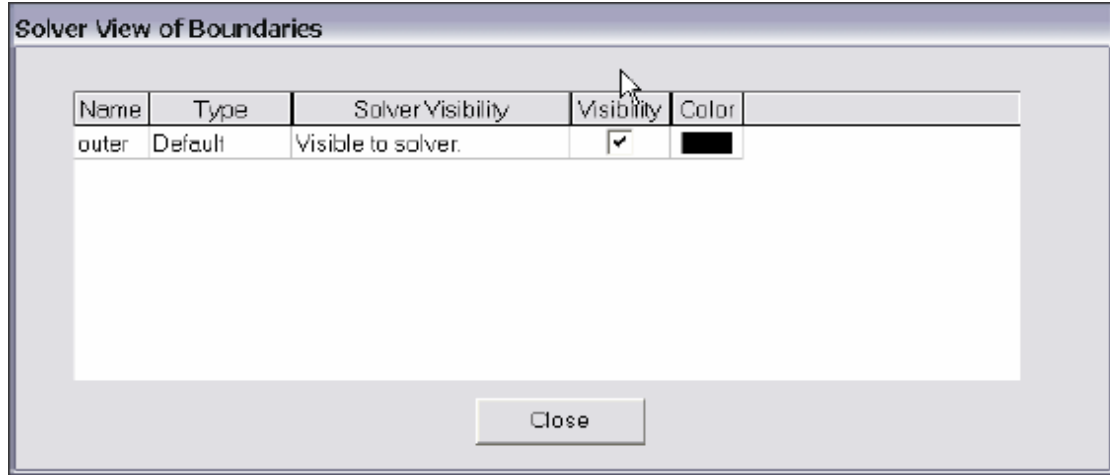 Solver View of Boundaries
Name Type Solver Visibility Visibility Color
outer Default Visible to solver.
Close